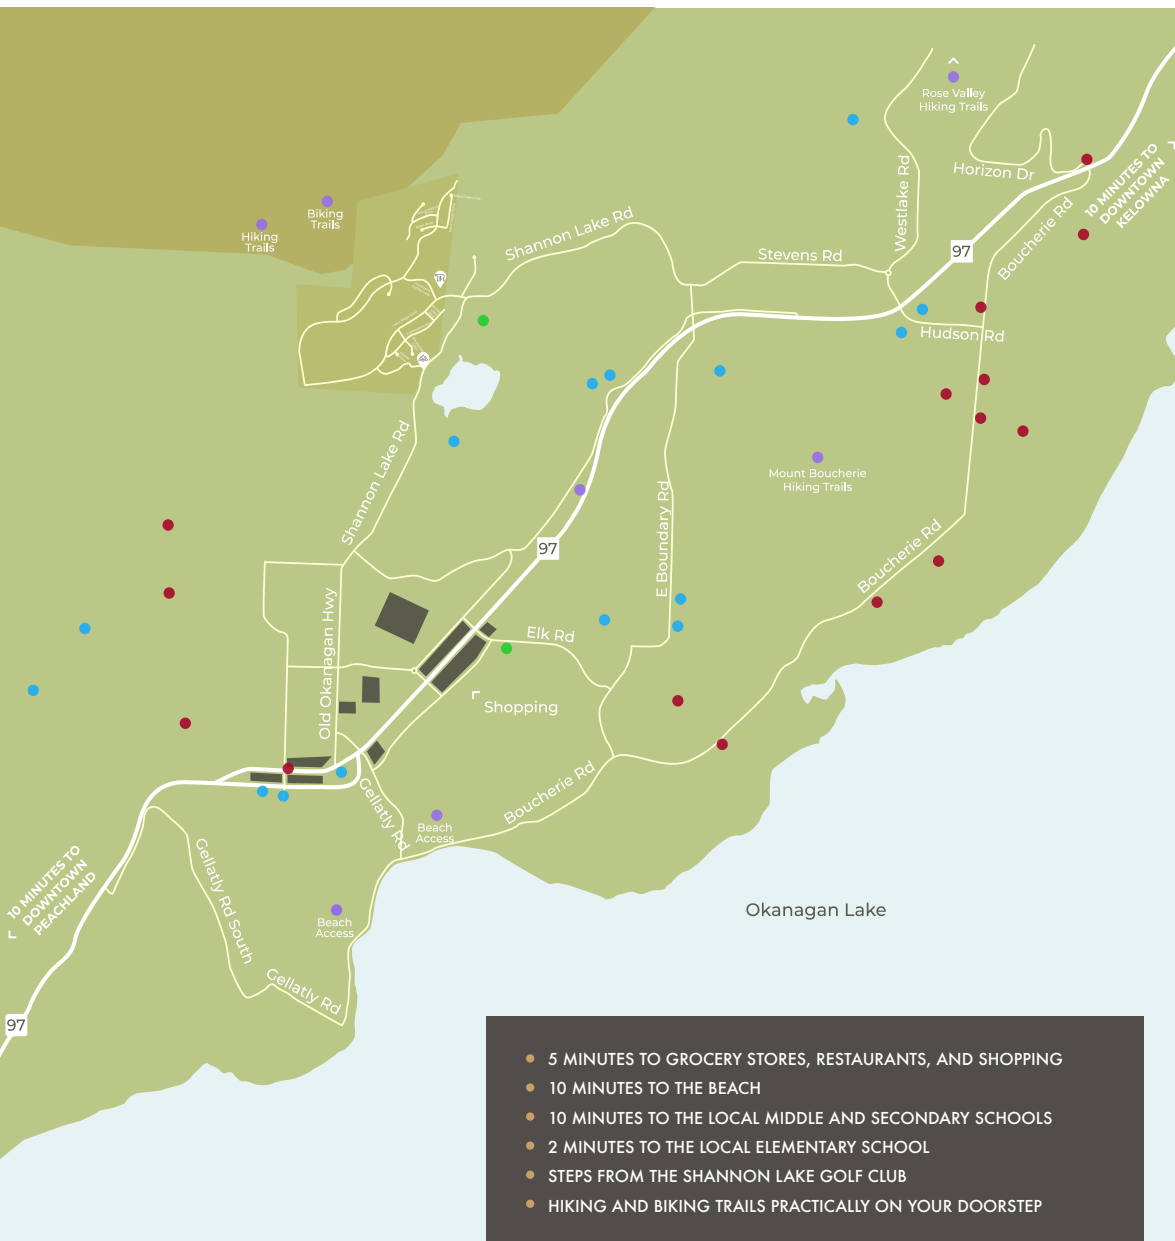 Rose Valley
Hiking Trails
Horizon Dr
10 MINUTES TO
DOWNTOWN
KELOWNA
Westlake Rd
Boucherie Rd
Biking
Trails
Hiking
Trails
Shannon Lake Rd
Stevens Rd
97
Hudson Rd
Shannon Lake Rd
Mount Boucherie
Hiking Trails
E Boundary Rd
97
Boucherie Rd
Old Okanagan Hwy
Elk Rd
Shopping
Gellatly Rd
Boucherie Rd
Beach
Access
10 MINUTES TO
DOWNTOWN
PEACHLAND
Gellatly Rd South
Beach
Access
Okanagan Lake
Gellatly Rd
97
5 MINUTES TO GROCERY STORES, RESTAURANTS, AND SHOPPING
10 MINUTES TO THE BEACH
10 MINUTES TO THE LOCAL MIDDLE AND SECONDARY SCHOOLS
2 MINUTES TO THE LOCAL ELEMENTARY SCHOOL
STEPS FROM THE SHANNON LAKE GOLF CLUB
HIKING AND BIKING TRAILS PRACTICALLY ON YOUR DOORSTEP